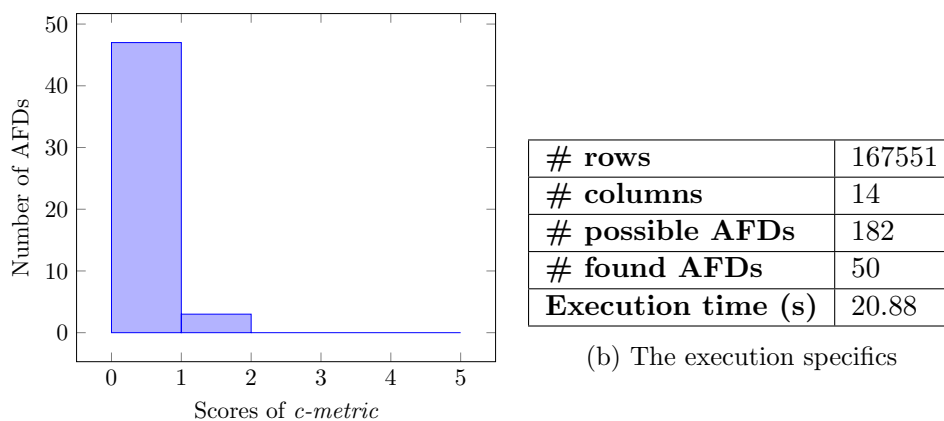 50
40
30
20
10
0
Number of AFDs
0 1 2 3 4 5
Scores of c-metric
# rows 167551
# columns 14
# possible AFDs 182
# found AFDs 50
Execution time (s) 20.88
(b) The execution specifics